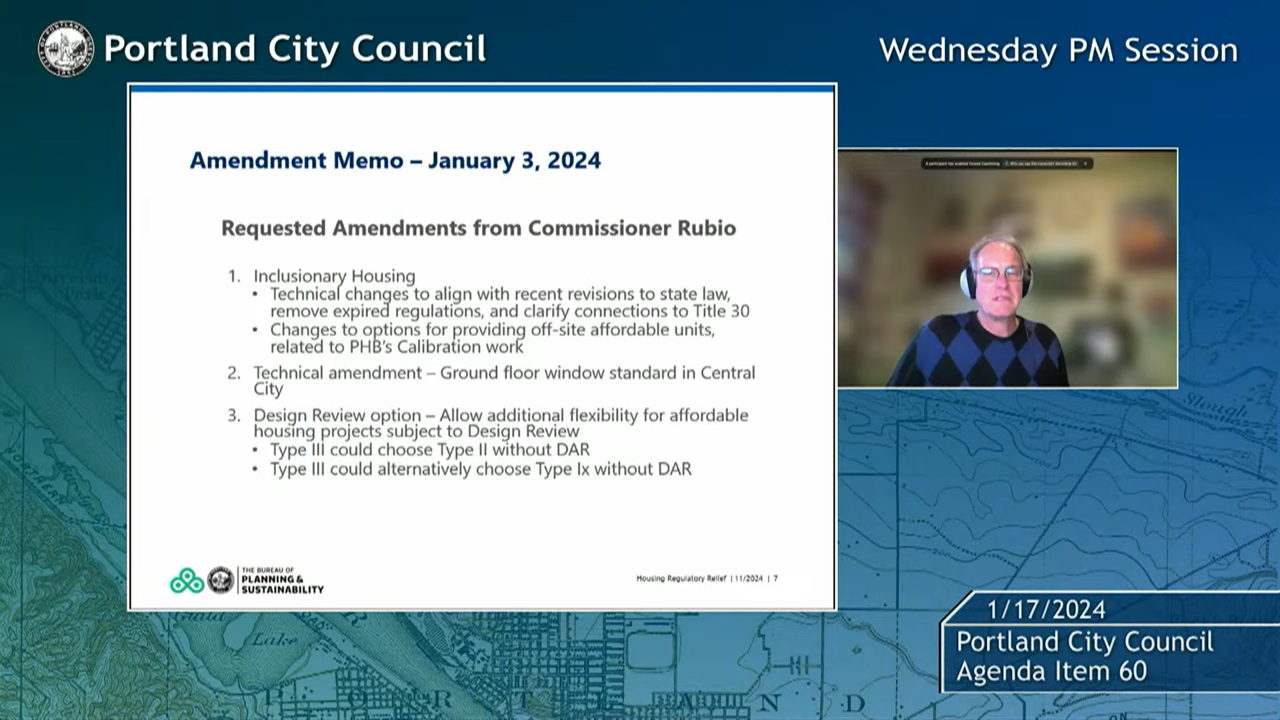 Portland City Council
Wednesday PM Session
Amendment Memo – January 3, 2024
Requested Amendments from Commissioner Rubio
1. Inclusionary Housing
• Technical changes to align with recent revisions to state law,
remove expired regulations, and clarify connections to Title 30
• Changes to options for providing off-site affordable units,
related to PHB's Calibration work
2. Technical amendment – Ground floor window standard in Central
City
3. Design Review option – Allow additional flexibility for affordable
housing projects subject to Design Review
• Type III could choose Type II without DAR
• Type III could alternatively choose Type Ix without DAR
THE BUREAU OF
PLANNING &
SUSTAINABILITY
Housing Regulatory Relief | 11/2024 | 7
1/17/2024
Portland City Council
Agenda Item 60
Slough
Guild
Lake